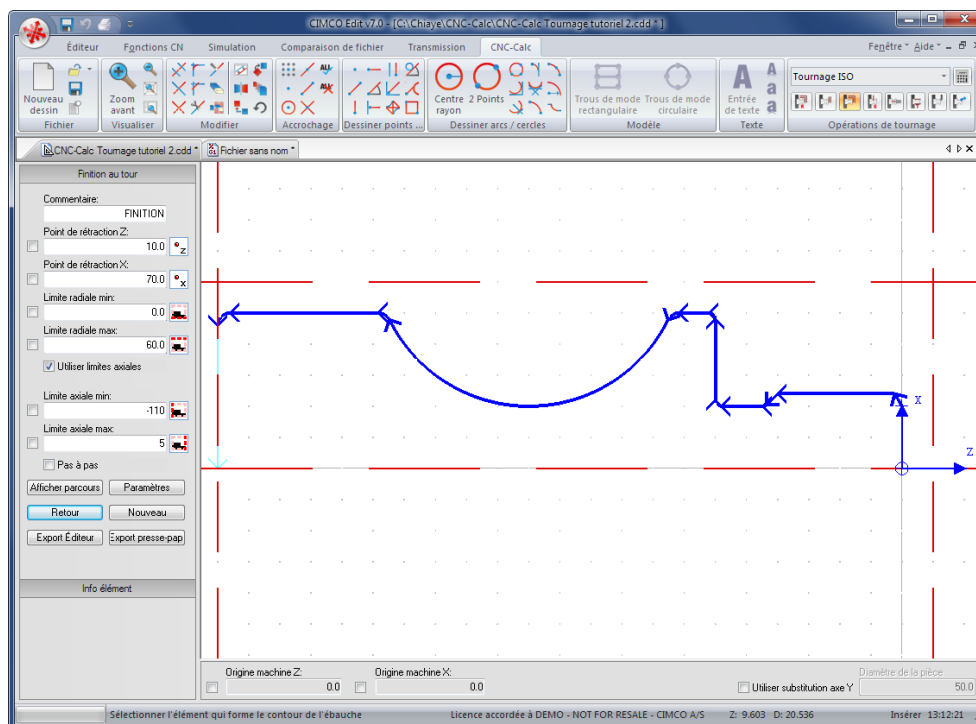 CIMCO Edit v7.0 - [C:\Chiaye\CNC-Calc\CNC-Calc Tournage tutoriel 2.cdd *]
Éditeur Fonctions CN Simulation Comparaison de fichier Transmission CNC-Calc Fenêtre Aide
Nouveau dessin
Zoom avant
Centre rayon
2 Points
Trous de mode rectangulaire
Trous de mode circulaire
Entrée de texte
Tournage ISO
Fichier Visualiser Modifier Accrochage Dessiner points ... Dessiner arcs / cercles Modèle Texte Opérations de tournage
CNC-Calc Tournage tutoriel 2.cdd * Fichier sans nom *
Finition au tour
Commentaire:
FINITION
Point de rétraction Z:
10.0
Point de rétraction X:
70.0
Limite radiale min:
0.0
Limite radiale max:
60.0
Utiliser limites axiales
Limite axiale min:
-110
Limite axiale max:
5
Pas à pas
Afficher parcours Paramètres
Retour Nouveau
Export Éditeur Export presse-pap
Info élément
X
Z
Origine machine Z: Origine machine X: Diamètre de la pièce
0.0 0.0 Utiliser substitution axe Y 50.0
Sélectionner l'élément qui forme le contour de l'ébauche Licence accordée à DEMO - NOT FOR RESALE - CIMCO A/S Z: 9.603 D: 20.536 Insérer 13:12:21